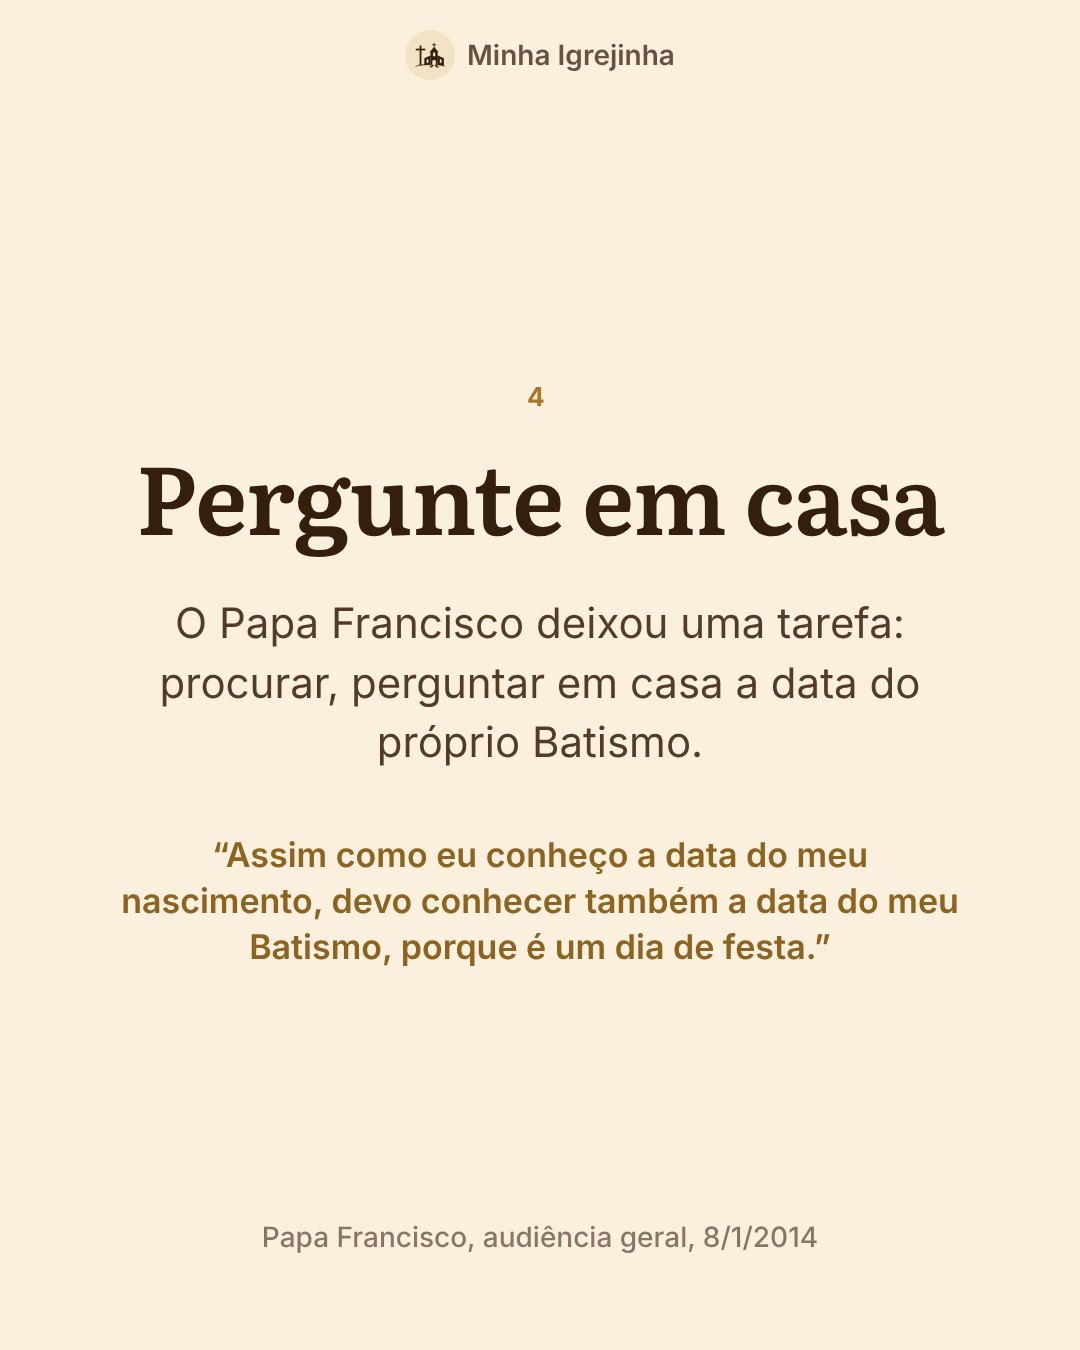 Minha Igrejinha
4
Pergunte em casa
O Papa Francisco deixou uma tarefa:
procurar, perguntar em casa a data do
próprio Batismo.
“Assim como eu conheço a data do meu
nascimento, devo conhecer também a data do meu
Batismo, porque é um dia de festa.”
Papa Francisco, audiência geral, 8/1/2014